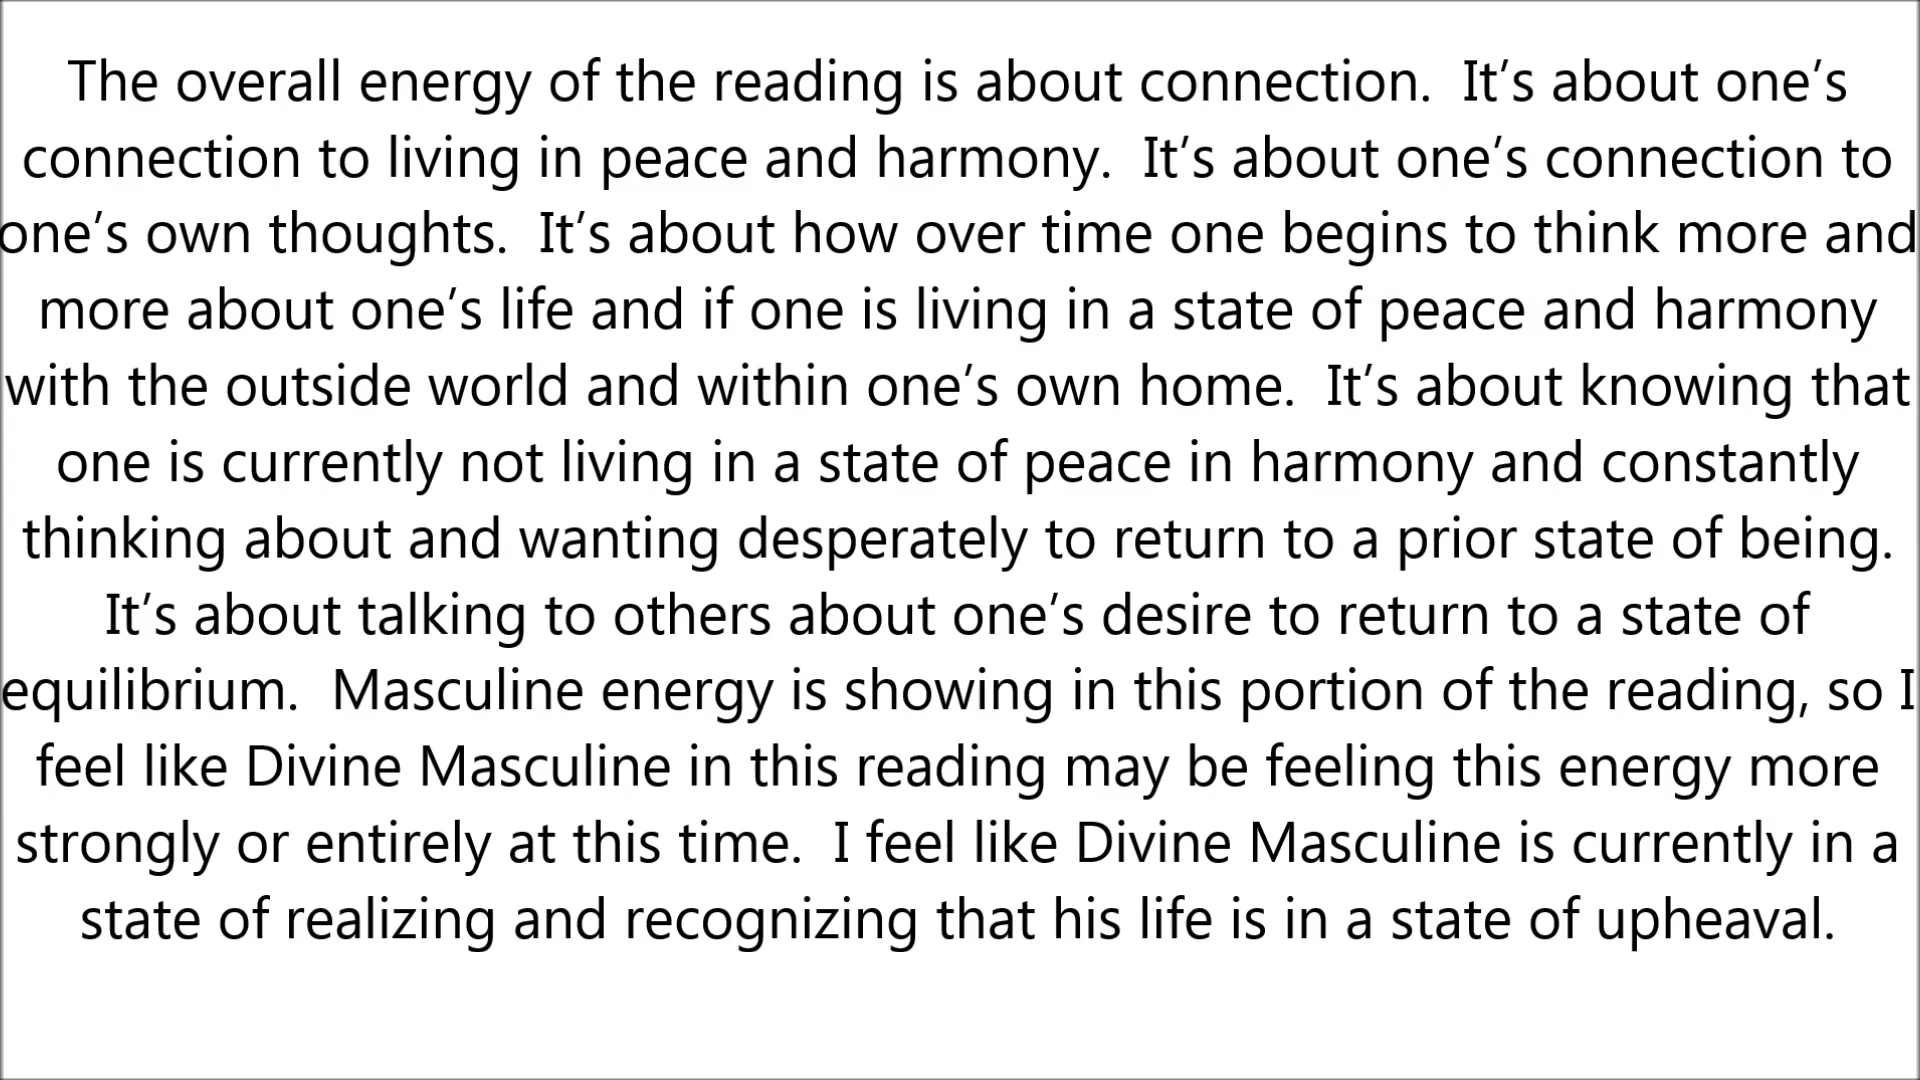 The overall energy of the reading is about connection.  It’s about one’s
connection to living in peace and harmony.  It’s about one’s connection to
one’s own thoughts.  It’s about how over time one begins to think more and
more about one’s life and if one is living in a state of peace and harmony
with the outside world and within one’s own home.  It’s about knowing that
one is currently not living in a state of peace in harmony and constantly
thinking about and wanting desperately to return to a prior state of being.
It’s about talking to others about one’s desire to return to a state of
equilibrium.  Masculine energy is showing in this portion of the reading, so I
feel like Divine Masculine in this reading may be feeling this energy more
strongly or entirely at this time.  I feel like Divine Masculine is currently in a
state of realizing and recognizing that his life is in a state of upheaval.